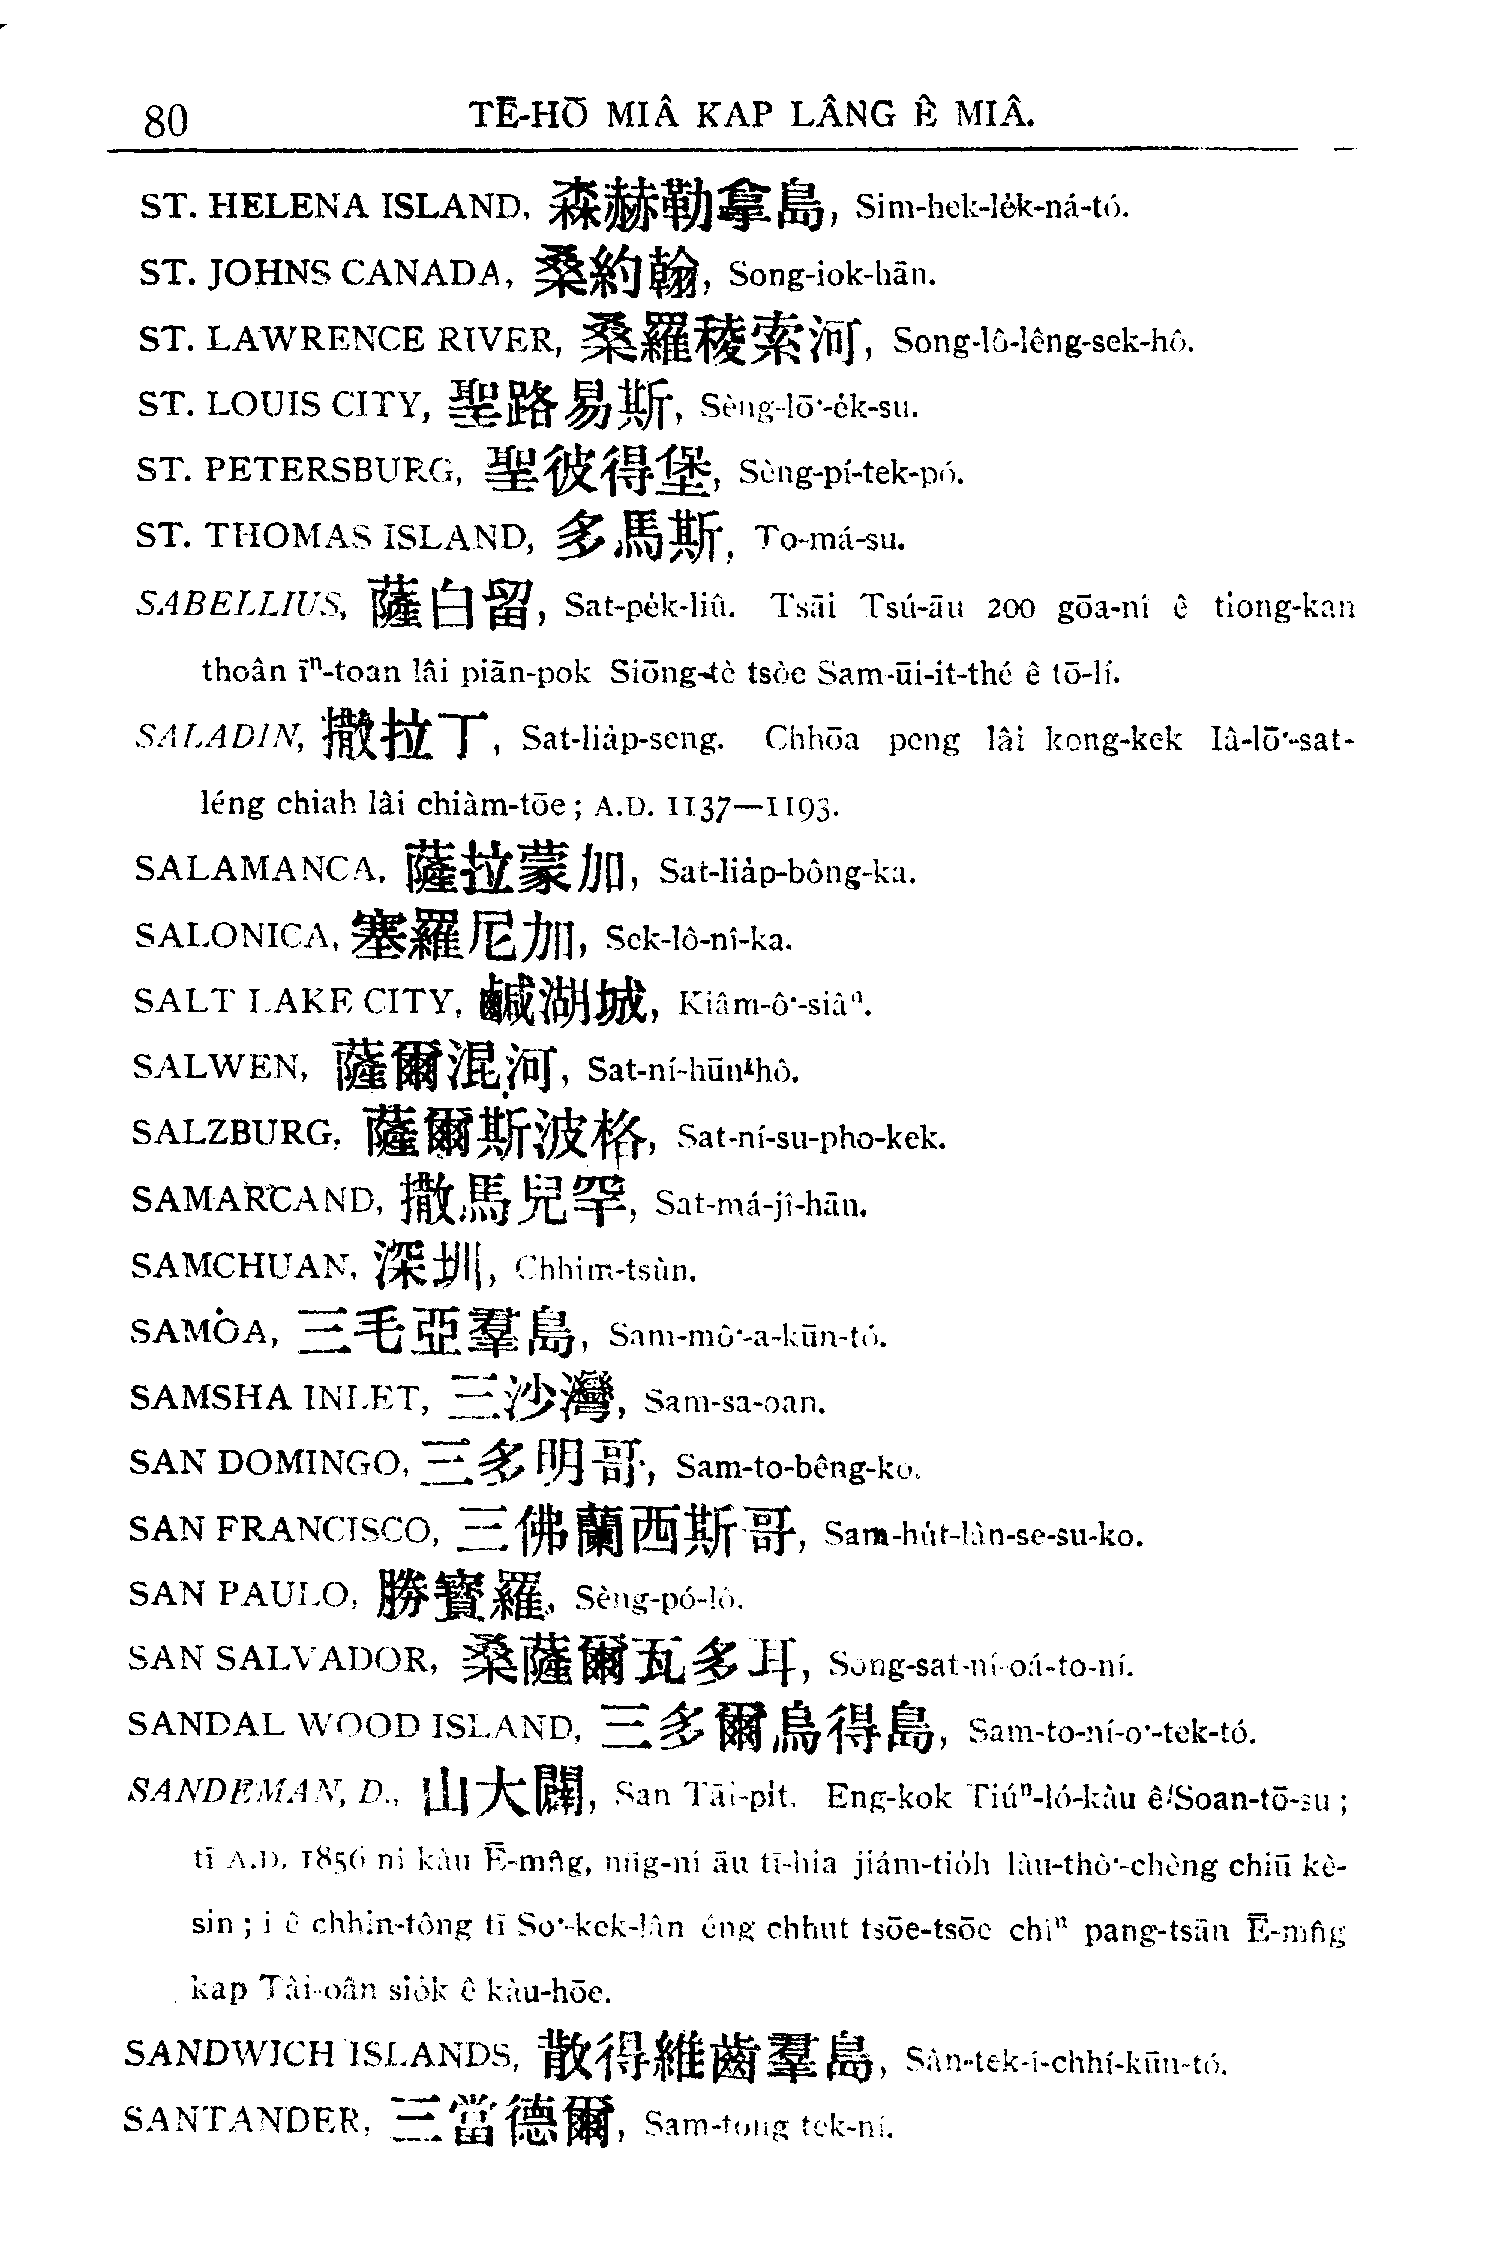 80 TĒ-HŌ MIÂ KAP LÂNG Ê MIÂ.
ST. HELENA ISLAND, 森赫勒拿島, Sim-hek-le̍k-ná-tó.
ST. JOHNS CANADA, 桑約翰, Song-iok-hān.
ST. LAWRENCE RIVER, 桑羅稜索河, Song-lô-lêng-sek-hô.
ST. LOUIS CITY, 聖路易斯, Sèng-lō͘-e̍k-su.
ST. PETERSBURG, 聖彼得堡, Sèng-pí-tek-pó.
ST. THOMAS ISLAND, 多馬斯, To-má-su.
SABELLIUS, 薩白留, Sat-pe̍k-liû. Tsāi Tsú-āu 200 gōa-nî ê tiong-kan
thoân īⁿ-toan lâi piān-pok Siōng-tè tsòe Sam-ūi-it-thé ê tō-lí.
SALADIN, 撒拉丁, Sat-lia̍p-seng. Chhōa peng lâi kong-kek Iâ-lō͘-sat-
léng chiah lâi chiàm-tōe; A.D. 1137—1193.
SALAMANCA, 薩拉蒙加, Sat-lia̍p-bông-ka.
SALONICA, 塞羅尼加, Sek-lô-nî-ka.
SALT LAKE CITY, 鹹湖城, Kiâm-ô͘-siâⁿ.
SALWEN, 薩爾混河, Sat-ní-hūn-hô.
SALZBURG, 薩爾斯波格, Sat-ní-su-pho-kek.
SAMARCAND, 撒馬兒罕, Sat-má-jî-hān.
SAMCHUAN, 深圳, Chhim-tsùn.
SAMOA, 三毛亞羣島, Sam-mô͘-a-kūn-tó.
SAMSHA INLET, 三沙灣, Sam-sa-oan.
SAN DOMINGO, 三多明哥, Sam-to-bêng-ko.
SAN FRANCISCO, 三佛蘭西斯哥, Sam-hu̍t-lân-se-su-ko.
SAN PAULO, 勝寳羅, Sèng-pó-lô.
SAN SALVADOR, 桑薩爾瓦多耳, Song-sat-ní-oá-to-ní.
SANDAL WOOD ISLAND, 三多爾烏得島, Sam-to-ní-o͘-tek-tó.
SANDEMAN, D., 山大闢, San Tāi-pit. Eng-kok Tiúⁿ-ló-kàu ê Soan-tō-su;
tī A.D. 1856 nî kàu Ē-mn̂g, nn̄g-nî āu tī-hia jiám-tio̍h làu-thò͘-chèng chiū kè-
sin; i ê chhin-tông tī So͘-kek-lân éng chhut tsōe-tsōe chîⁿ pang-tsān Ē-mn̂g
kap Tâi-oân sio̍k ê kàu-hōe.
SANDWICH ISLANDS, 散得維齒羣島, Sàn-tek-î-chhí-kūn-tó.
SANTANDER, 三當德爾, Sam-tong tek-ní.